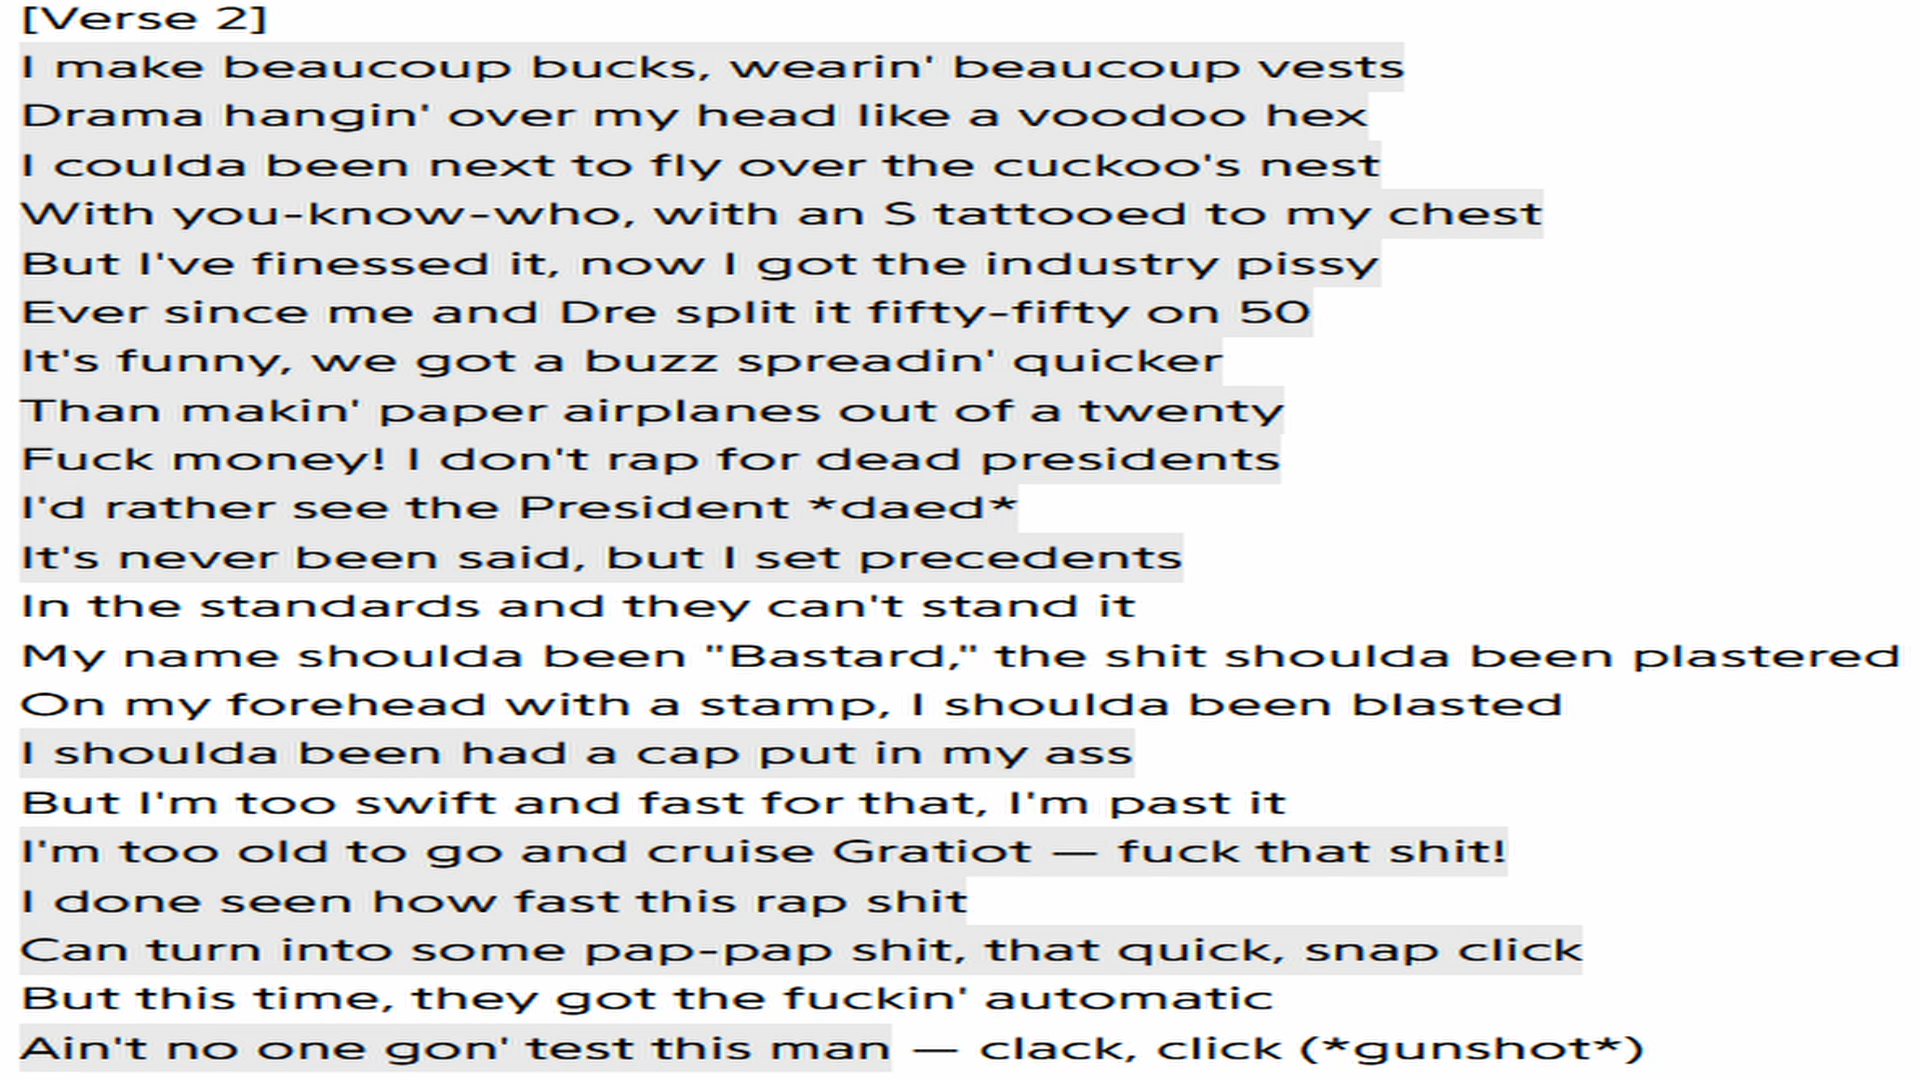 [Verse 2]
I make beaucoup bucks, wearin' beaucoup vests
Drama hangin' over my head like a voodoo hex
I coulda been next to fly over the cuckoo's nest
With you-know-who, with an S tattooed to my chest
But I've finessed it, now I got the industry pissy
Ever since me and Dre split it fifty-fifty on 50
It's funny, we got a buzz spreadin' quicker
Than makin' paper airplanes out of a twenty
Fuck money! I don't rap for dead presidents
I'd rather see the President *daed*
It's never been said, but I set precedents
In the standards and they can't stand it
My name shoulda been "Bastard," the shit shoulda been plastered
On my forehead with a stamp, I shoulda been blasted
I shoulda been had a cap put in my ass
But I'm too swift and fast for that, I'm past it
I'm too old to go and cruise Gratiot — fuck that shit!
I done seen how fast this rap shit
Can turn into some pap-pap shit, that quick, snap click
But this time, they got the fuckin' automatic
Ain't no one gon' test this man — clack, click (*gunshot*)